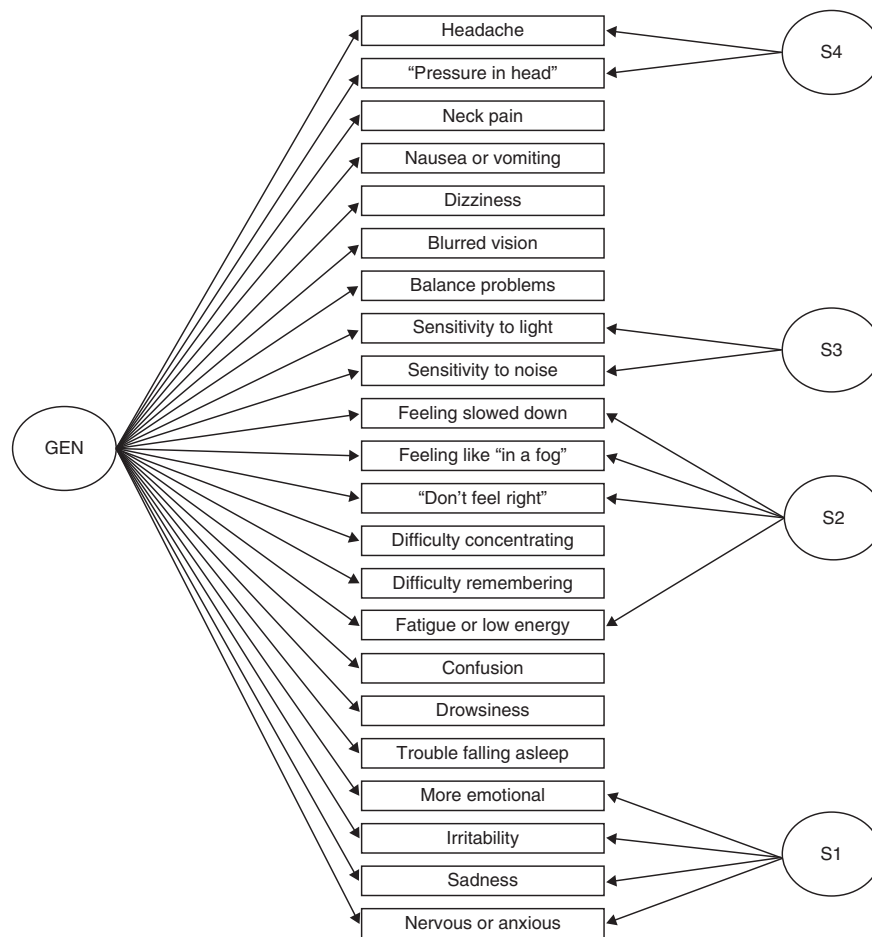 Headache
S4
“Pressure in head”
Neck pain
Nausea or vomiting
Dizziness
Blurred vision
Balance problems
Sensitivity to light
S3
Sensitivity to noise
Feeling slowed down
GEN
Feeling like “in a fog”
“Don’t feel right”
S2
Difficulty concentrating
Difficulty remembering
Fatigue or low energy
Confusion
Drowsiness
Trouble falling asleep
More emotional
Irritability
S1
Sadness
Nervous or anxious